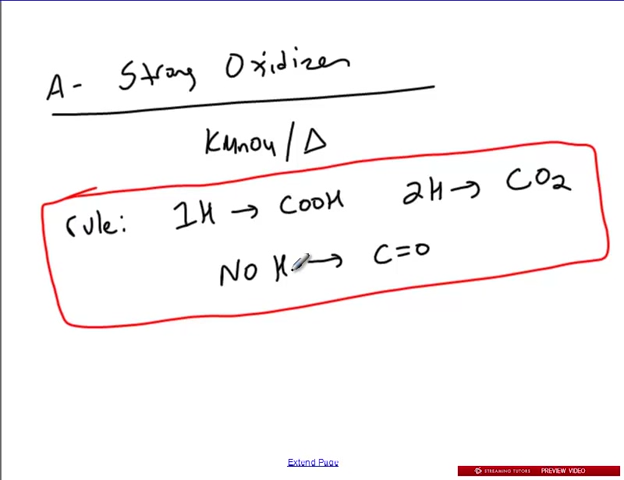 A- Strong Oxidizer
KMnO4/Δ
rule: 1H → COOH 2H → CO2
NO H → C=O
Extend Page
STREAMING TUTORS PREVIEW VIDEO